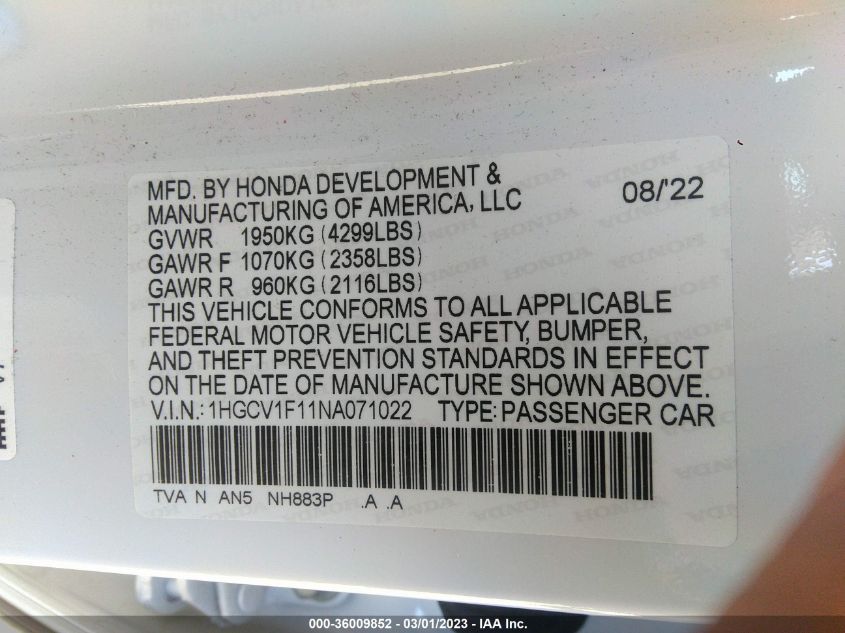 MFD. BY HONDA DEVELOPMENT &
MANUFACTURING OF AMERICA, LLC 08/'22
GVWR 1950KG (4299LBS)
GAWR F 1070KG (2358LBS)
GAWR R 960KG (2116LBS)
THIS VEHICLE CONFORMS TO ALL APPLICABLE
FEDERAL MOTOR VEHICLE SAFETY, BUMPER,
AND THEFT PREVENTION STANDARDS IN EFFECT
ON THE DATE OF MANUFACTURE SHOWN ABOVE.
V.I.N.: 1HGCV1F11NA071022 TYPE: PASSENGER CAR
TVA N AN5 NH883P .A .A
000-36009852 - 03/01/2023 - IAA Inc.